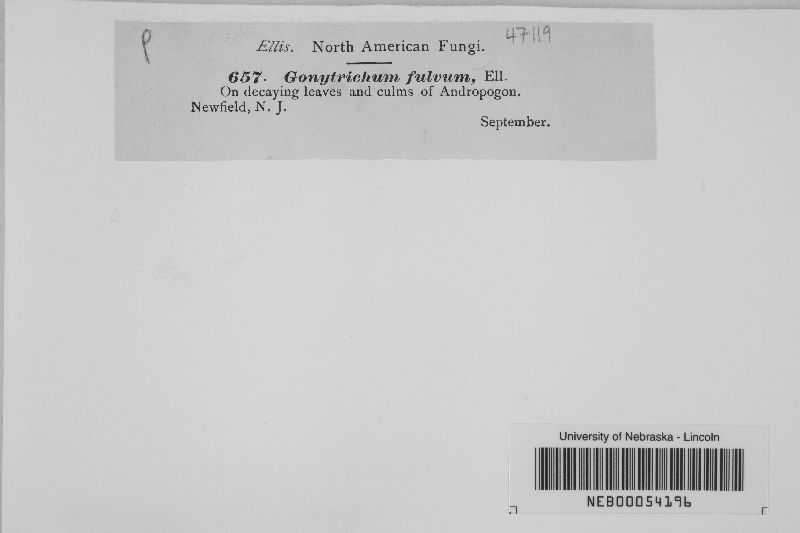 Ellis. North American Fungi. 47119
657. Gonytrichum fulvum, Ell.
On decaying leaves and culms of Andropogon.
Newfield, N. J.
September.
University of Nebraska - Lincoln
NEB00054196